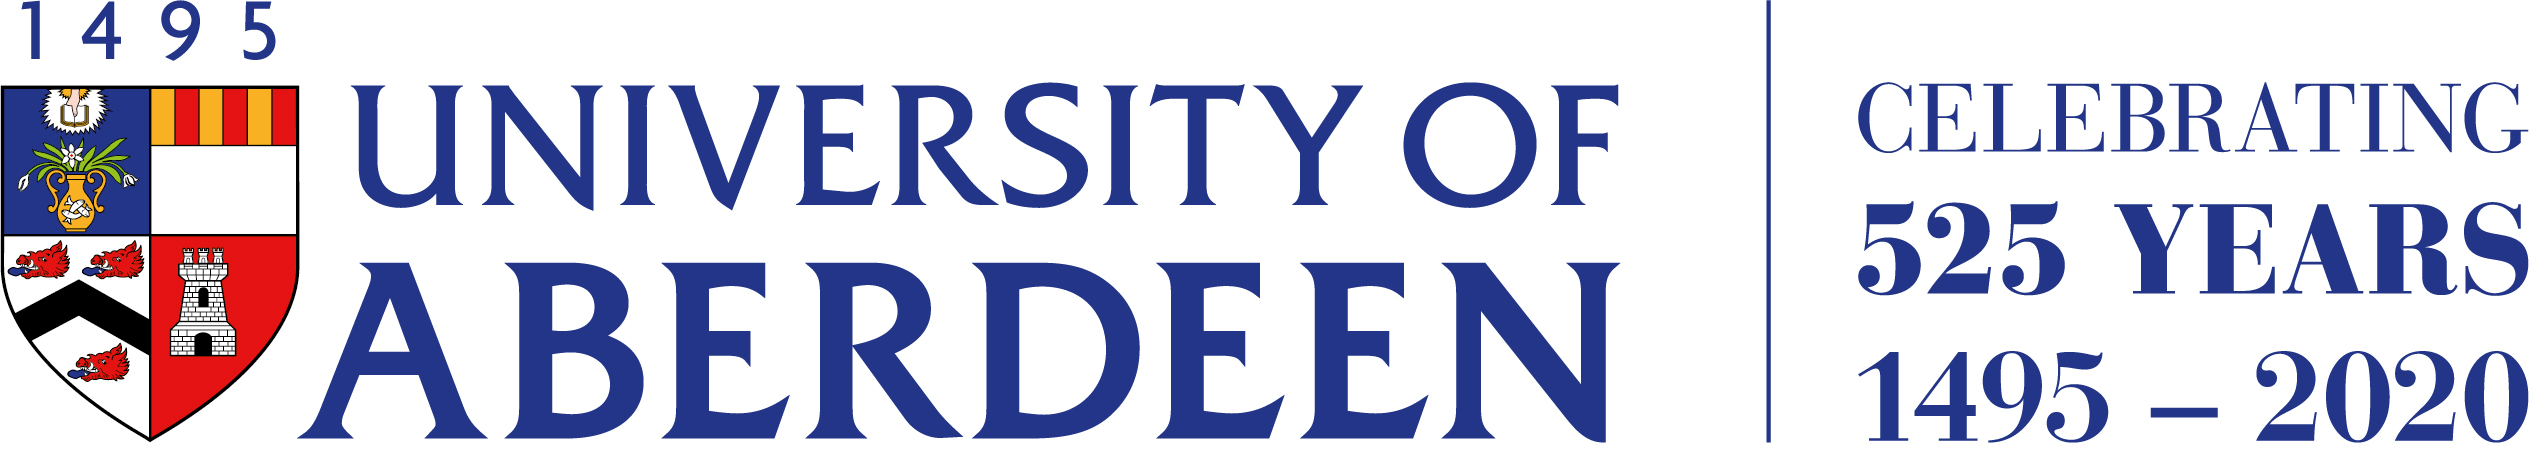 1495
UNIVERSITY OF
ABERDEEN
CELEBRATING
525 YEARS
1495 – 2020